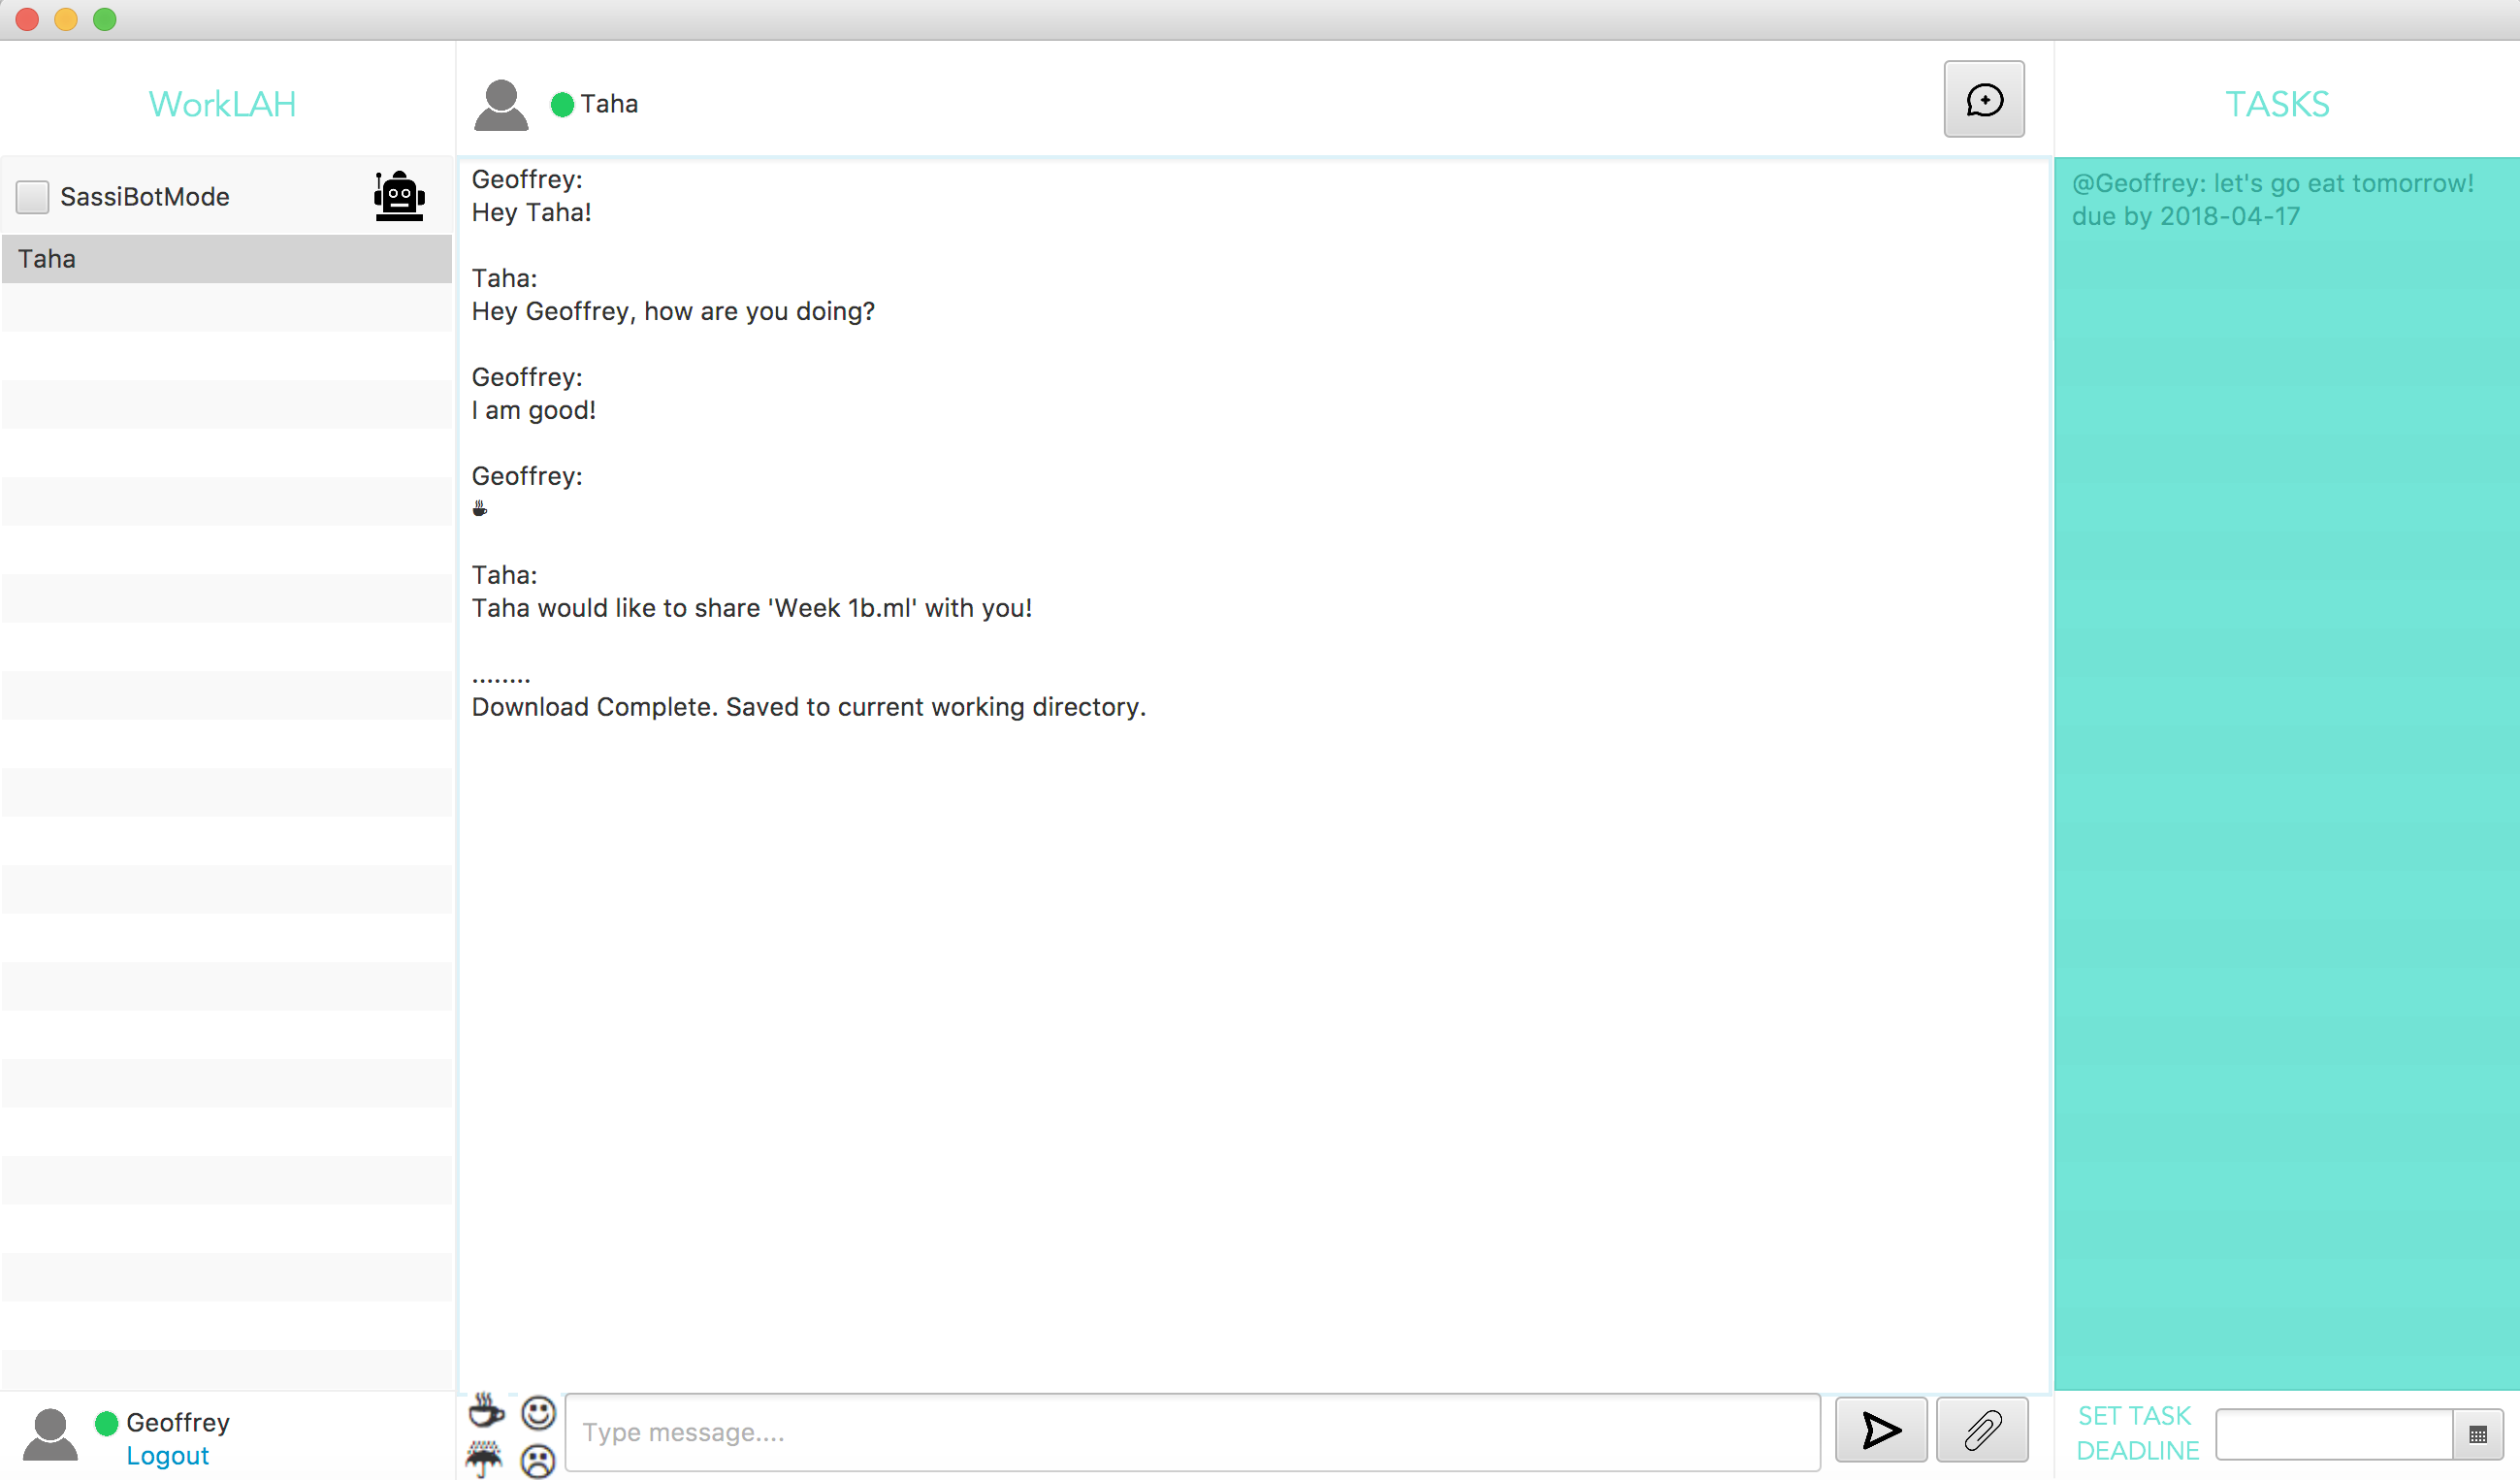 WorkLAH
SassiBotMode
Taha
Geoffrey
Logout
Taha
Geoffrey:
Hey Taha!
Taha:
Hey Geoffrey, how are you doing?
Geoffrey:
I am good!
Geoffrey:
☕
Taha:
Taha would like to share 'Week 1b.ml' with you!
........
Download Complete. Saved to current working directory.
Type message....
TASKS
@Geoffrey: let's go eat tomorrow!
due by 2018-04-17
SET TASK
DEADLINE